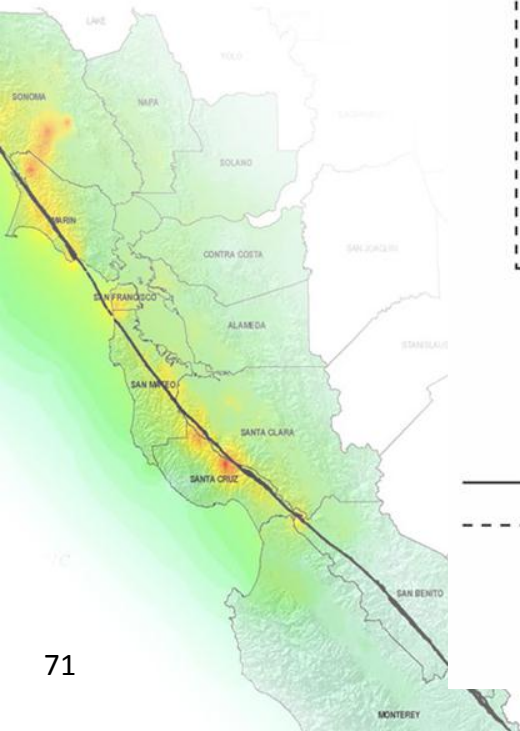 LAKE
YOLO
SONOMA
NAPA
SOLANO
MARIN
CONTRA COSTA
SAN JOAQUIN
SAN FRANCISCO
ALAMEDA
STANISLAUS
SAN MATEO
SANTA CLARA
SANTA CRUZ
SAN BENITO
71
MONTEREY